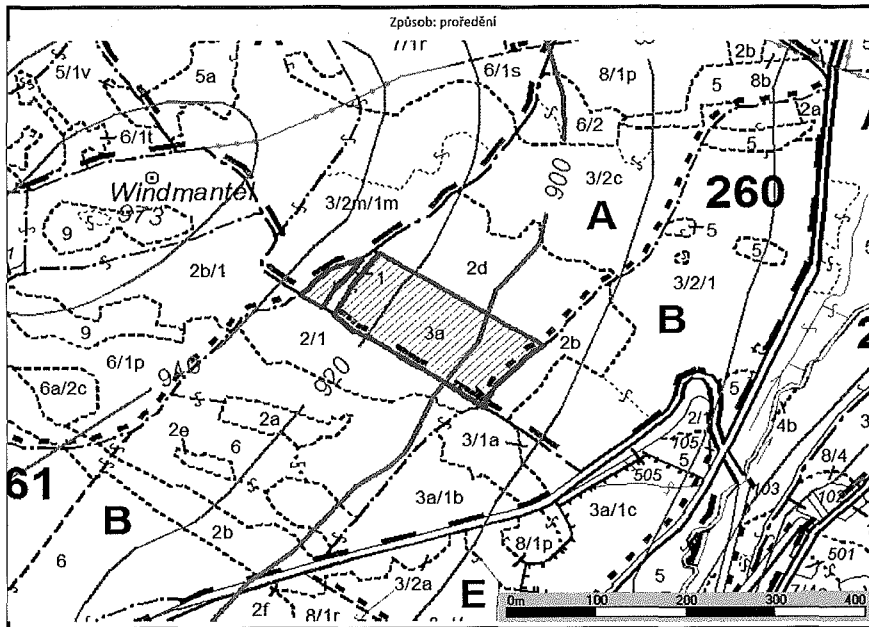 Způsob: proředění
7/1r
2b
5/1v
5a
6/1s
8/1p
5
8b
6/1t
6/2
2a
5
Windmantel
973
3/2m/1m
900
3/2c
260
A
9
5
2b/1
1
2d
5
3/2/1
9
2/1
3a
2b
B
6/1p
940
920
6a/2c
2a
5
2/1
4b
2e
6
3/1a
105
8/4
505
5
103
102
61
B
3a/1b
3a/1c
2b
8/1p
501
6
3/2a
E
5
2f
8/1r
0m 100 200 300 400